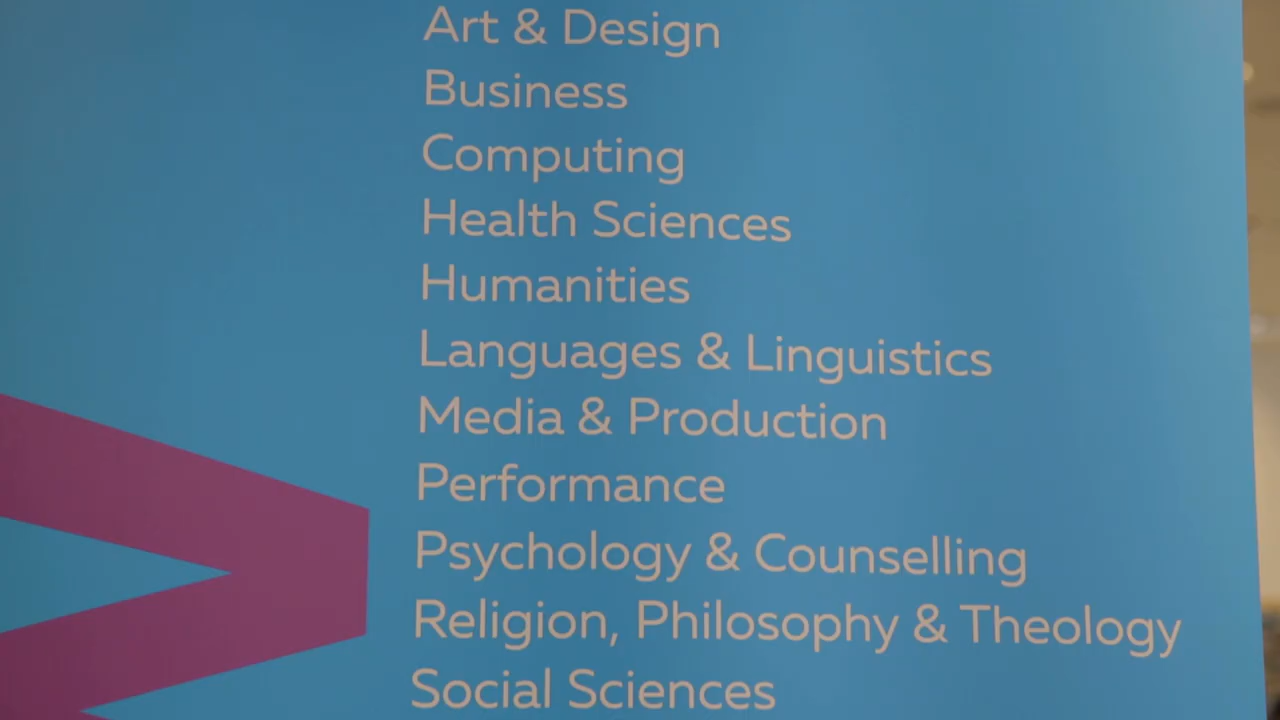 Art & Design
Business
Computing
Health Sciences
Humanities
Languages & Linguistics
Media & Production
Performance
Psychology & Counselling
Religion, Philosophy & Theology
Social Sciences